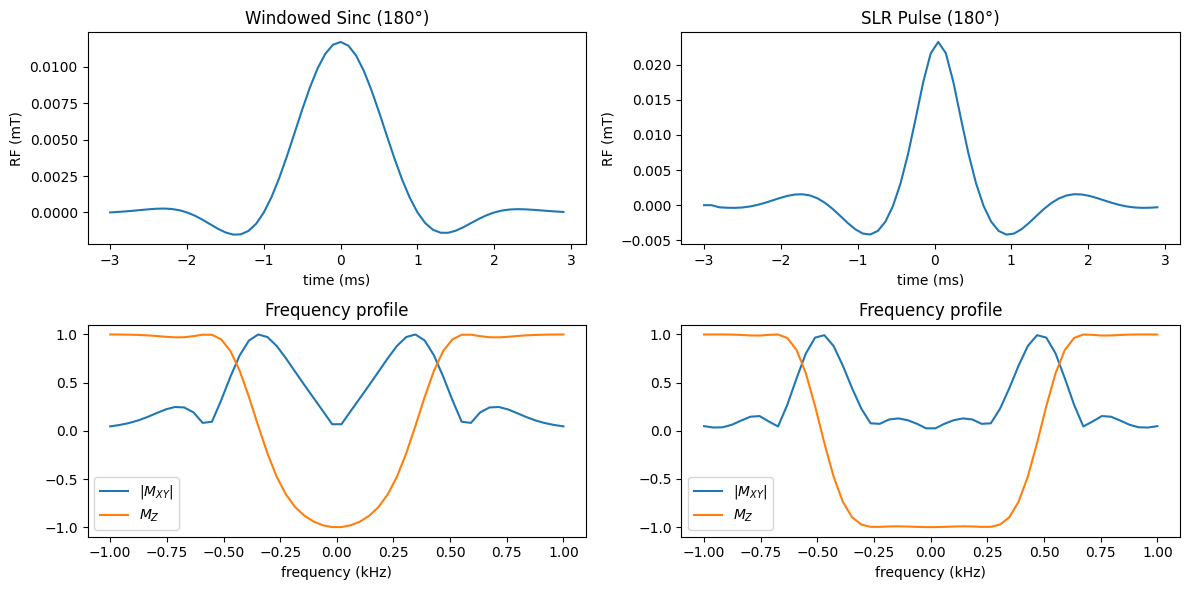 Windowed Sinc (180°)
RF (mT)
0.0100
0.0075
0.0050
0.0025
0.0000
−3 −2 −1 0 1 2 3
time (ms)
SLR Pulse (180°)
RF (mT)
0.020
0.015
0.010
0.005
0.000
−0.005
−3 −2 −1 0 1 2 3
time (ms)
Frequency profile
1.0
0.5
0.0
−0.5
−1.0
|M_XY|
M_Z
−1.00 −0.75 −0.50 −0.25 0.00 0.25 0.50 0.75 1.00
frequency (kHz)
Frequency profile
1.0
0.5
0.0
−0.5
−1.0
|M_XY|
M_Z
−1.00 −0.75 −0.50 −0.25 0.00 0.25 0.50 0.75 1.00
frequency (kHz)